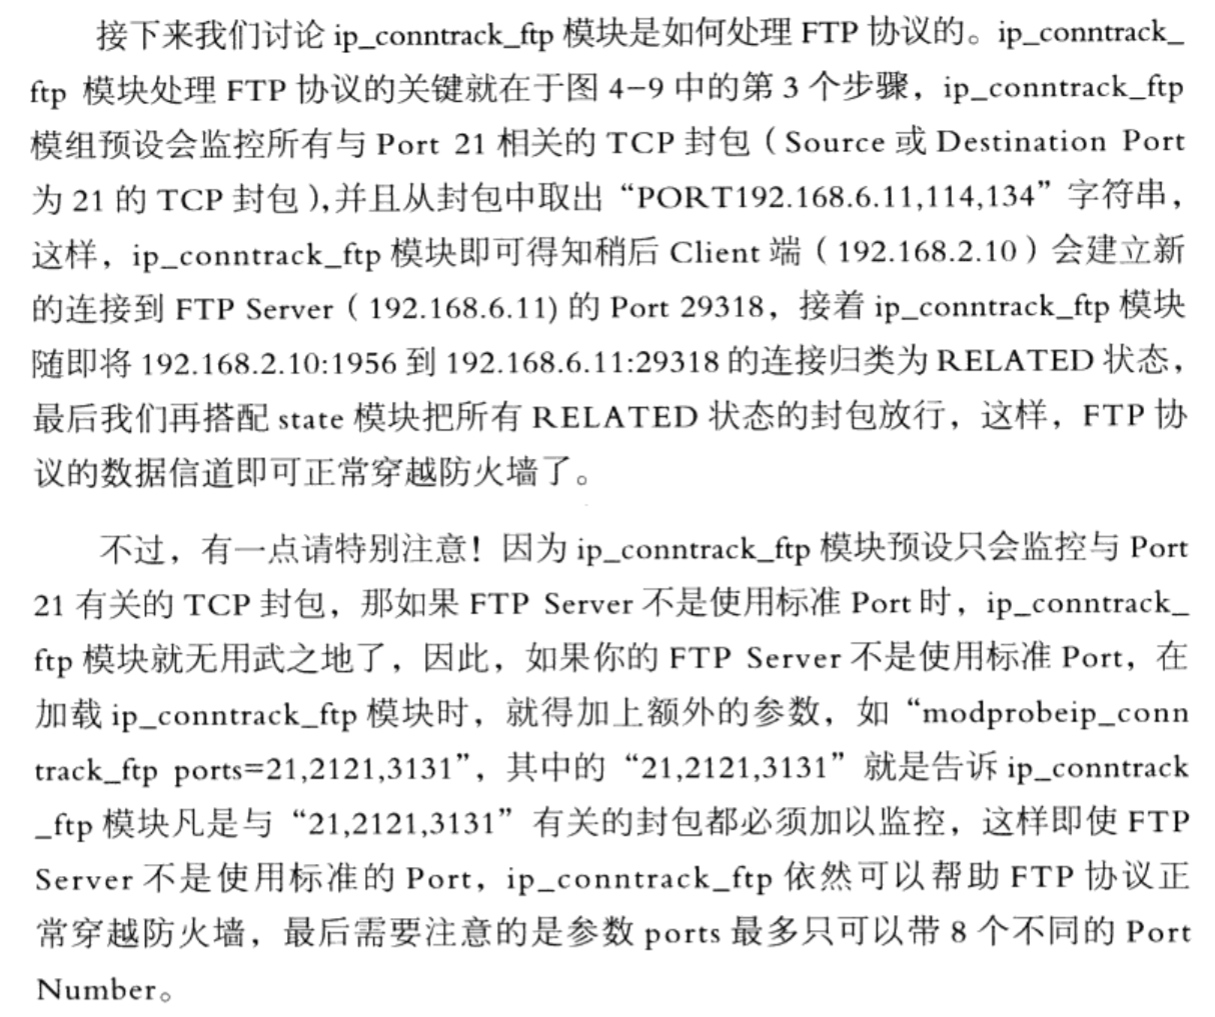 接下来我们讨论 ip_conntrack_ftp 模块是如何处理 FTP 协议的。ip_conntrack_
ftp 模块处理 FTP 协议的关键就在于图 4-9 中的第 3 个步骤，ip_conntrack_ftp
模组预设会监控所有与 Port 21 相关的 TCP 封包（Source 或 Destination Port
为 21 的 TCP 封包），并且从封包中取出“PORT192.168.6.11,114,134”字符串，
这样，ip_conntrack_ftp 模块即可得知稍后 Client 端（192.168.2.10）会建立新
的连接到 FTP Server（192.168.6.11）的 Port 29318，接着 ip_conntrack_ftp 模块
随即将 192.168.2.10:1956 到 192.168.6.11:29318 的连接归类为 RELATED 状态，
最后我们再搭配 state 模块把所有 RELATED 状态的封包放行，这样，FTP 协
议的数据信道即可正常穿越防火墙了。
不过，有一点请特别注意！因为 ip_conntrack_ftp 模块预设只会监控与 Port
21 有关的 TCP 封包，那如果 FTP Server 不是使用标准 Port 时，ip_conntrack_
ftp 模块就无用武之地了，因此，如果你的 FTP Server 不是使用标准 Port，在
加载 ip_conntrack_ftp 模块时，就得加上额外的参数，如“modprobeip_conn
track_ftp ports=21,2121,3131”，其中的“21,2121,3131”就是告诉 ip_conntrack
_ftp 模块凡是与“21,2121,3131”有关的封包都必须加以监控，这样即使 FTP
Server 不是使用标准的 Port，ip_conntrack_ftp 依然可以帮助 FTP 协议正
常穿越防火墙，最后需要注意的是参数 ports 最多只可以带 8 个不同的 Port
Number。